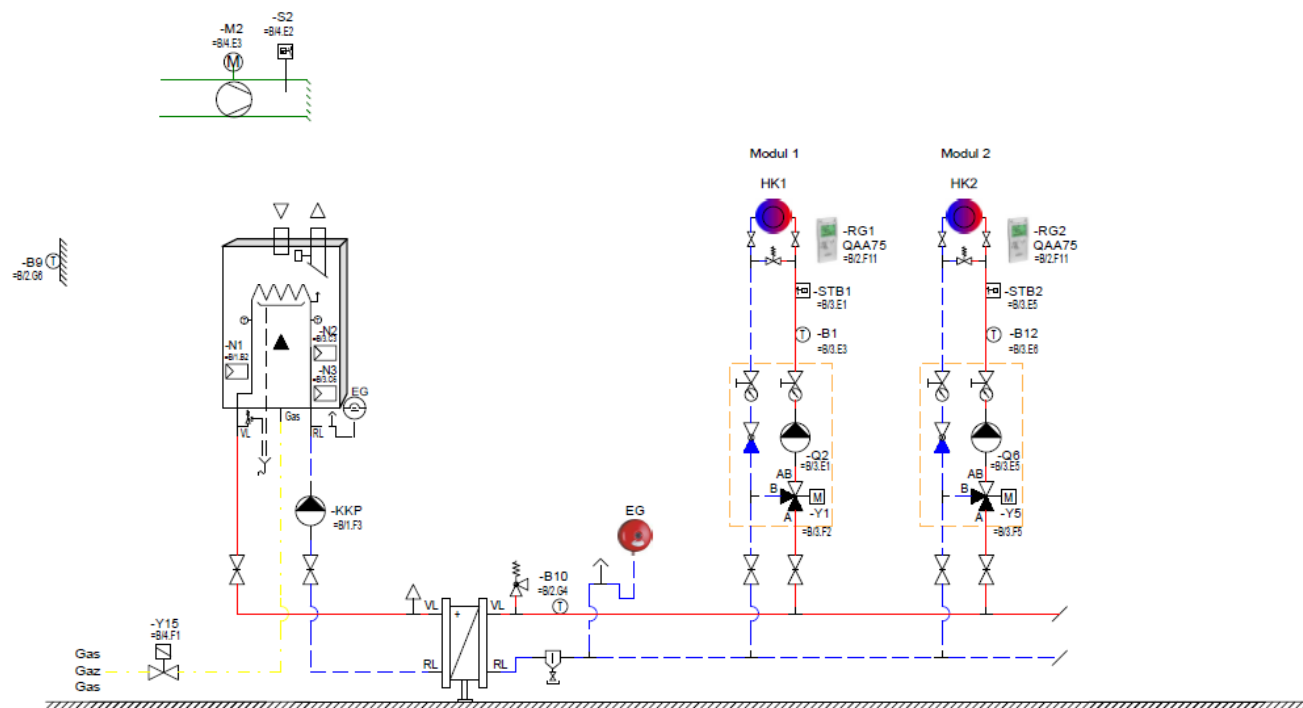 -S2
=B/4.E2
-M2
=B/4.E3
M
Modul 1
Modul 2
HK1
HK2
-RG1
QAA75
=B/2.F11
-RG2
QAA75
=B/2.F11
-B9
=B/2.G6
T
-STB1
=B/3.E1
-STB2
=B/3.E5
T
-B1
=B/3.E3
T
-B12
=B/3.E6
T
T
-N1
=B/1.B2
-N2
=B/3.C3
-N3
=B/3.C6
EG
VL
Gas
RL
-Q2
=B/3.E1
-Q6
=B/3.E5
AB
B
M
A
-Y1
=B/3.F2
AB
B
M
A
-Y5
=B/3.F5
-KKP
=B/1.F3
EG
-B10
=B/2.G4
T
VL
VL
+
RL
RL
-Y15
=B/4.F1
Gas
Gaz
Gas